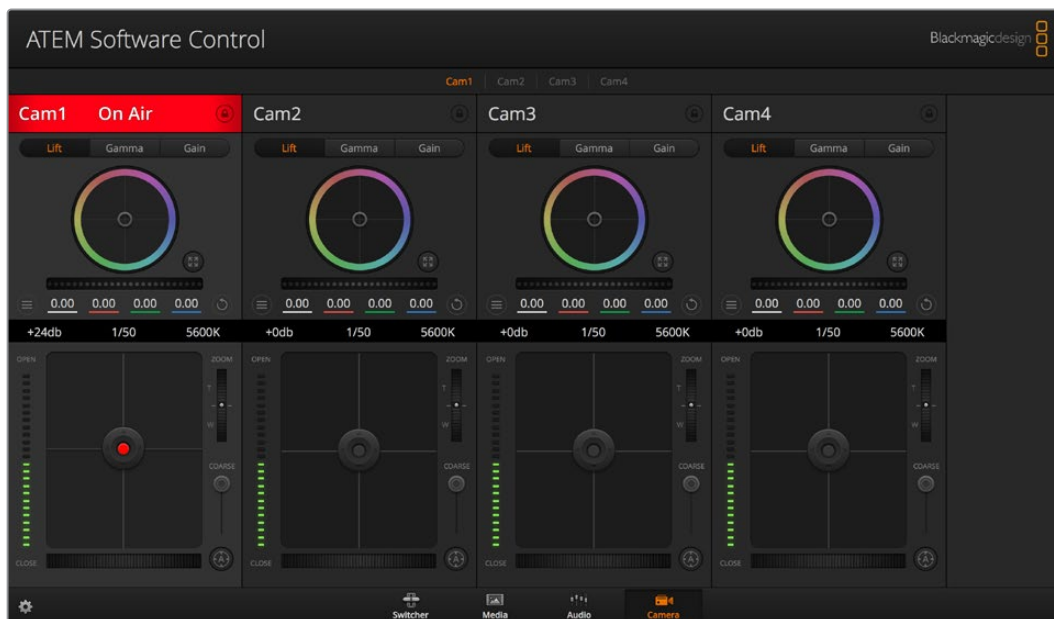 ATEM Software Control
Blackmagicdesign
Cam1 Cam2 Cam3 Cam4
Cam1 On Air Cam2 Cam3 Cam4
Lift Gamma Gain Lift Gamma Gain Lift Gamma Gain Lift Gamma Gain
0.00 0.00 0.00 0.00 0.00 0.00 0.00 0.00 0.00 0.00 0.00 0.00 0.00 0.00 0.00 0.00
+24db 1/50 5600K +0db 1/50 5600K +0db 1/50 5600K +0db 1/50 5600K
OPEN ZOOM OPEN ZOOM OPEN ZOOM OPEN ZOOM
T T T T
W W W W
COARSE COARSE COARSE COARSE
CLOSE A CLOSE A CLOSE A CLOSE A
Switcher Media Audio Camera